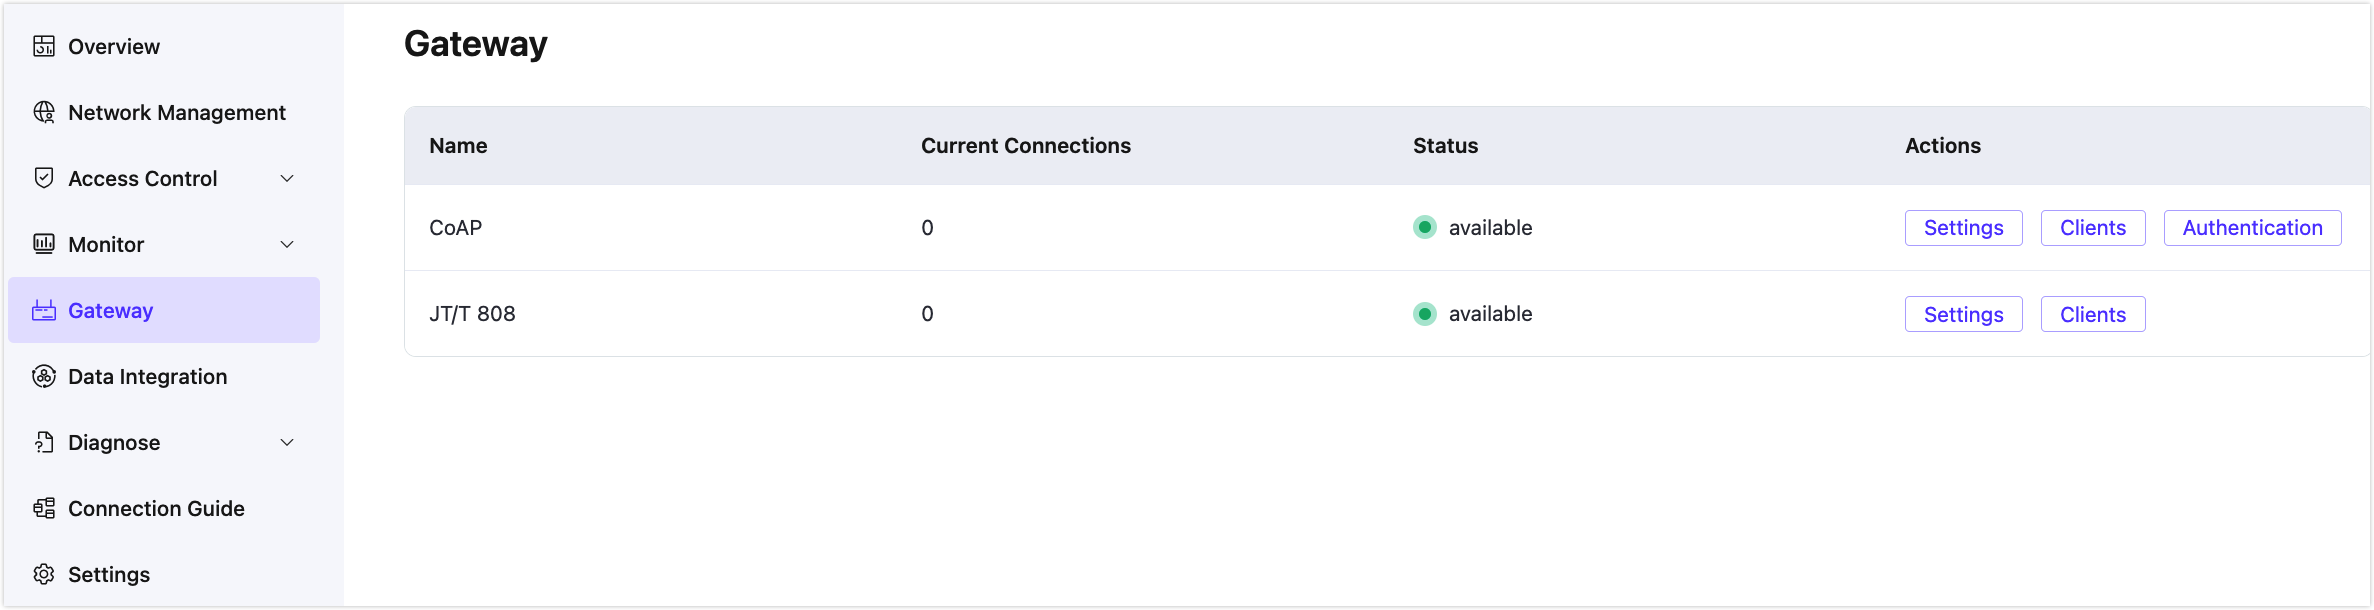 Overview
Network Management
Access Control
Monitor
Gateway
Data Integration
Diagnose
Connection Guide
Settings
Gateway
Name Current Connections Status Actions
CoAP 0 available Settings Clients Authentication
JT/T 808 0 available Settings Clients